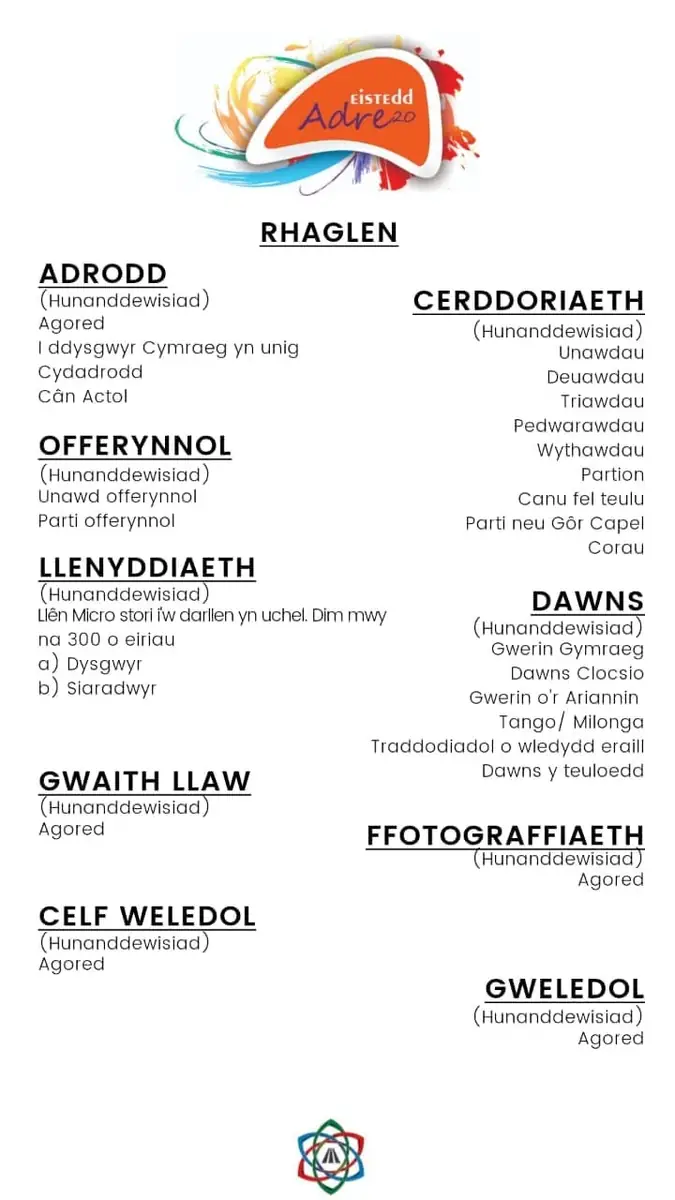 EISTEDD
Adre20
RHAGLEN
ADRODD
(Hunanddewisiad)
Agored
I ddysgwyr Cymraeg yn unig
Cydadrodd
Cân Actol
OFFERYNNOL
(Hunanddewisiad)
Unawd offerynnol
Parti offerynnol
LLENYDDIAETH
(Hunanddewisiad)
Llên Micro stori i'w darllen yn uchel. Dim mwy
na 300 o eiriau
a) Dysgwyr
b) Siaradwyr
GWAITH LLAW
(Hunanddewisiad)
Agored
CELF WELEDOL
(Hunanddewisiad)
Agored
CERDDORIAETH
(Hunanddewisiad)
Unawdau
Deuawdau
Triawdau
Pedwarawdau
Wythawdau
Partion
Canu fel teulu
Parti neu Gôr Capel
Corau
DAWNS
(Hunanddewisiad)
Gwerin Gymraeg
Dawns Clocsio
Gwerin o'r Ariannin
Tango/ Milonga
Traddodiadol o wledydd eraill
Dawns y teuloedd
FFOTOGRAFFIAETH
(Hunanddewisiad)
Agored
GWELEDOL
(Hunanddewisiad)
Agored